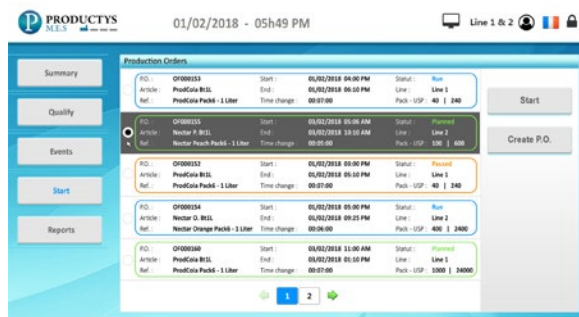 PRODUCTYS
M.E.S
01/02/2018 - 05h49 PM
Line 1 & 2
Summary
Qualify
Events
Start
Reports
Production Orders
P.O. : OF000153 Start : 01/02/2018 04:00 PM Statut : Run
Article : ProdCola Bt1L End : 01/02/2018 06:10 PM Line : Line 1
Ref. : ProdCola Pack6 - 1 Liter Time change : 00:07:00 Pack - USP : 40 | 240
P.O. : OF000155 Start : 01/02/2018 05:06 AM Statut : Planned
Article : Nectar P. Bt1L End : 01/02/2018 10:10 AM Line : Line 2
Ref. : Nectar Peach Pack6 - 1 Liter Time change : 00:05:00 Pack - USP : 100 | 600
P.O. : OF000152 Start : 01/02/2018 03:00 PM Statut : Paused
Article : ProdCola Bt1L End : 01/02/2018 05:10 PM Line : Line 1
Ref. : ProdCola Pack6 - 1 Liter Time change : 00:07:00 Pack - USP : 40 | 240
P.O. : OF000154 Start : 01/02/2018 05:00 PM Statut : Run
Article : Nectar O. Bt1L End : 01/02/2018 09:25 PM Line : Line 2
Ref. : Nectar Orange Pack6 - 1 Liter Time change : 00:06:00 Pack - USP : 400 | 2400
P.O. : OF000160 Start : 03/02/2018 11:00 AM Statut : Planned
Article : ProdCola Bt1L End : 03/02/2018 01:10 PM Line : Line 1
Ref. : ProdCola Pack6 - 1 Liter Time change : 00:07:00 Pack - USP : 1000 | 24000
1 2
Start
Create P.O.